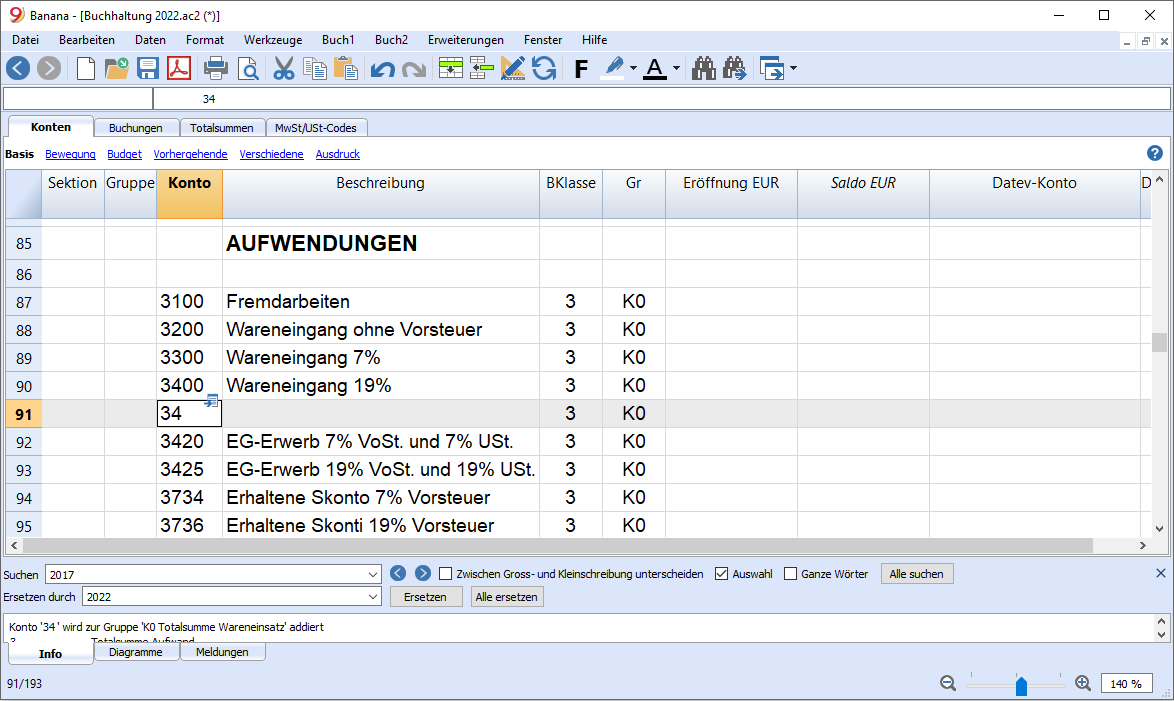 Banana - [Buchhaltung 2022.ac2 (*)]
Datei Bearbeiten Daten Format Werkzeuge Buch1 Buch2 Erweiterungen Fenster Hilfe
F A
34
Konten Buchungen Totalsummen MwSt/USt-Codes
Basis Bewegung Budget Vorhergehende Verschiedene Ausdruck ?
Sektion Gruppe Konto Beschreibung BKlasse Gr Eröffnung EUR Saldo EUR Datev-Konto D
85 AUFWENDUNGEN
86
87 3100 Fremdarbeiten 3 K0
88 3200 Wareneingang ohne Vorsteuer 3 K0
89 3300 Wareneingang 7% 3 K0
90 3400 Wareneingang 19% 3 K0
91 34 3 K0
92 3420 EG-Erwerb 7% VoSt. und 7% USt. 3 K0
93 3425 EG-Erwerb 19% VoSt. und 19% USt. 3 K0
94 3734 Erhaltene Skonto 7% Vorsteuer 3 K0
95 3736 Erhaltene Skonti 19% Vorsteuer 3 K0
Suchen 2017 Zwischen Gross- und Kleinschreibung unterscheiden Auswahl Ganze Wörter Alle suchen
Ersetzen durch 2022 Ersetzen Alle ersetzen
Konto '34 ' wird zur Gruppe 'K0 Totalsumme Wareneinsatz' addiert
3 Totalsumme Aufwand
Info Diagramme Meldungen
91/193 140 %